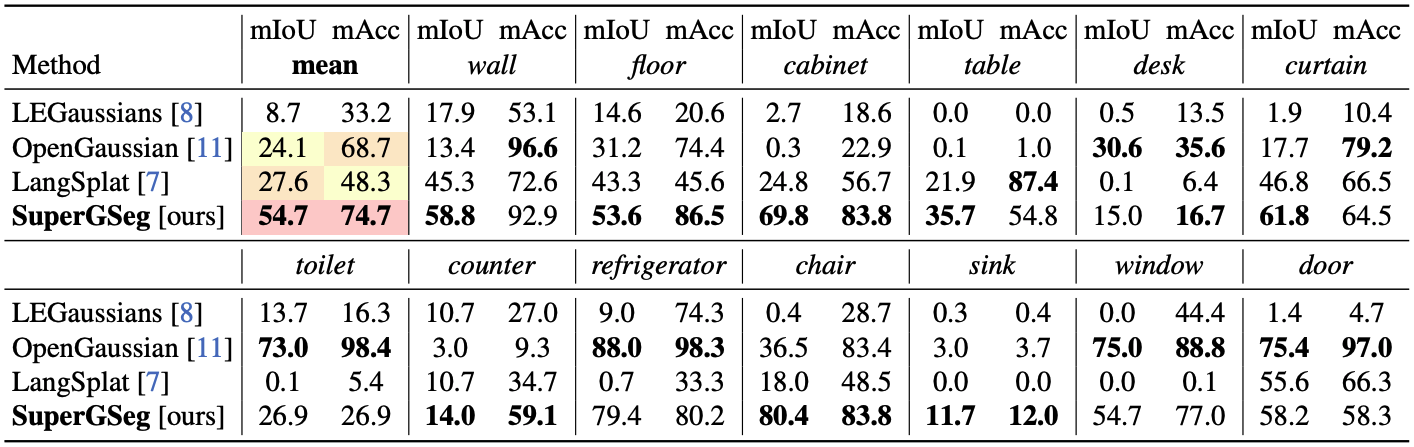 mIoU mAcc mIoU mAcc mIoU mAcc mIoU mAcc mIoU mAcc mIoU mAcc mIoU mAcc
Method mean wall floor cabinet table desk curtain
LEGaussians [8] 8.7 33.2 17.9 53.1 14.6 20.6 2.7 18.6 0.0 0.0 0.5 13.5 1.9 10.4
OpenGaussian [11] 24.1 68.7 13.4 96.6 31.2 74.4 0.3 22.9 0.1 1.0 30.6 35.6 17.7 79.2
LangSplat [7] 27.6 48.3 45.3 72.6 43.3 45.6 24.8 56.7 21.9 87.4 0.1 6.4 46.8 66.5
SuperGSeg [ours] 54.7 74.7 58.8 92.9 53.6 86.5 69.8 83.8 35.7 54.8 15.0 16.7 61.8 64.5
toilet counter refrigerator chair sink window door
LEGaussians [8] 13.7 16.3 10.7 27.0 9.0 74.3 0.4 28.7 0.3 0.4 0.0 44.4 1.4 4.7
OpenGaussian [11] 73.0 98.4 3.0 9.3 88.0 98.3 36.5 83.4 3.0 3.7 75.0 88.8 75.4 97.0
LangSplat [7] 0.1 5.4 10.7 34.7 0.7 33.3 18.0 48.5 0.0 0.0 0.0 0.1 55.6 66.3
SuperGSeg [ours] 26.9 26.9 14.0 59.1 79.4 80.2 80.4 83.8 11.7 12.0 54.7 77.0 58.2 58.3